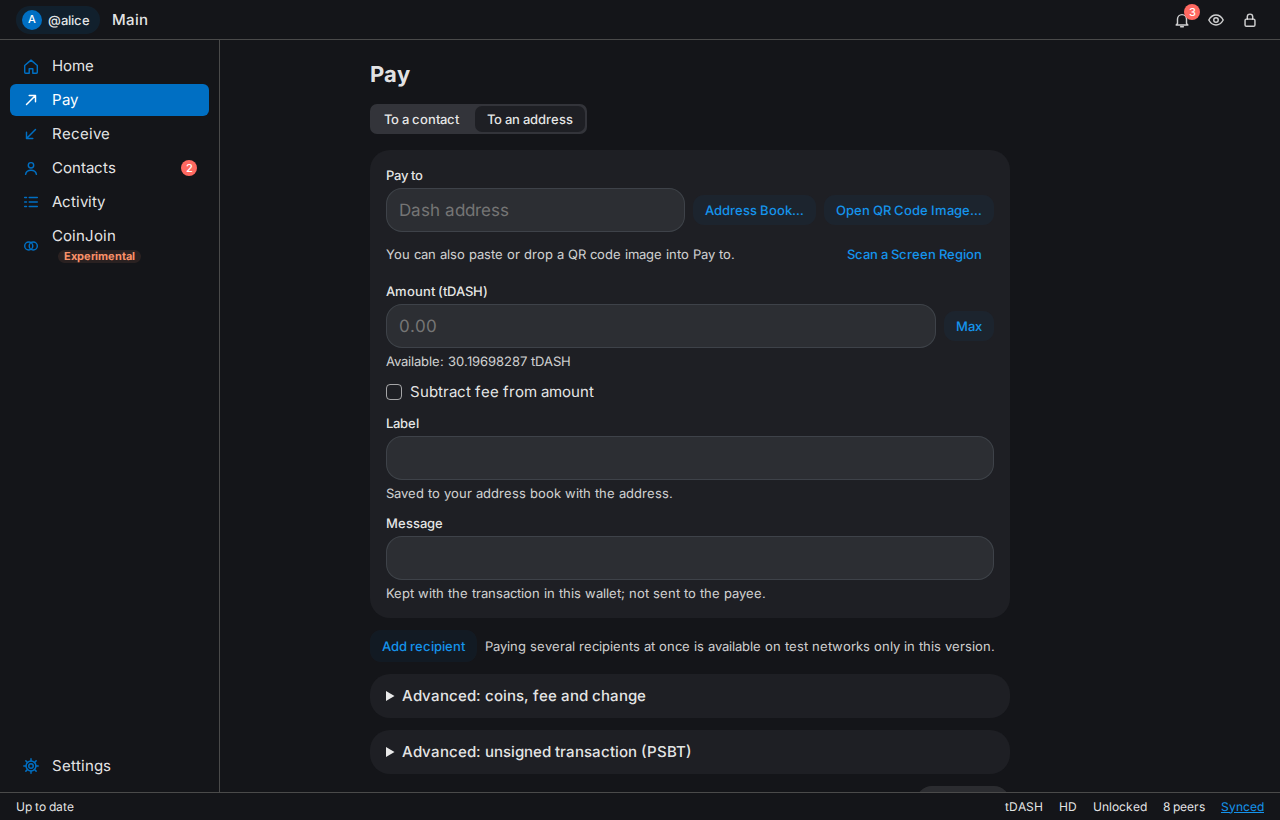 A @alice Main 3
Home
Pay
Receive
Contacts 2
Activity
CoinJoin
Experimental
Settings
Pay
To a contact To an address
Pay to
Dash address Address Book... Open QR Code Image...
You can also paste or drop a QR code image into Pay to. Scan a Screen Region
Amount (tDASH)
0.00 Max
Available: 30.19698287 tDASH
Subtract fee from amount
Label
Saved to your address book with the address.
Message
Kept with the transaction in this wallet; not sent to the payee.
Add recipient Paying several recipients at once is available on test networks only in this version.
Advanced: coins, fee and change
Advanced: unsigned transaction (PSBT)
Up to date tDASH HD Unlocked 8 peers Synced